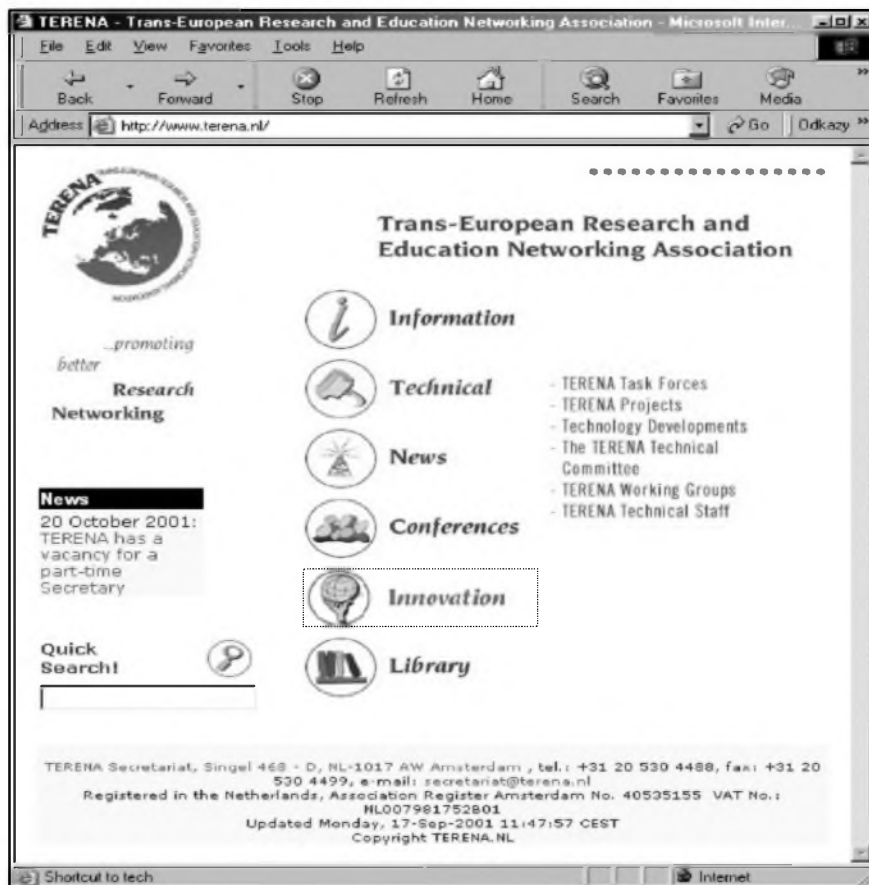 TERENA - Trans-European Research and Education Networking Association - Microsoft Inter...
File Edit View Favorites Tools Help
Back Forward Stop Refresh Home Search Favorites Media »
Address http://www.terena.nl/ Go Odkazy »
TERENA
Trans-European Research and
Education Networking Association
...promoting
better
Research
Networking
Information
Technical
News
Conferences
Innovation
Library
- TERENA Task Forces
- TERENA Projects
- Technology Developments
- The TERENA Technical
Committee
- TERENA Working Groups
- TERENA Technical Staff
News
20 October 2001:
TERENA has a
vacancy for a
part-time
Secretary
Quick
Search!
TERENA Secretariat, Singel 468 - D, NL-1017 AW Amsterdam , tel.: +31 20 530 4488, fax: +31 20
530 4499, e-mail: secretariat@terena.nl
Registered in the Netherlands, Association Register Amsterdam No. 40535155 VAT No.:
NL007981752B01
Updated Monday, 17-Sep-2001 11:47:57 CEST
Copyright TERENA.NL
Shortcut to tech Internet